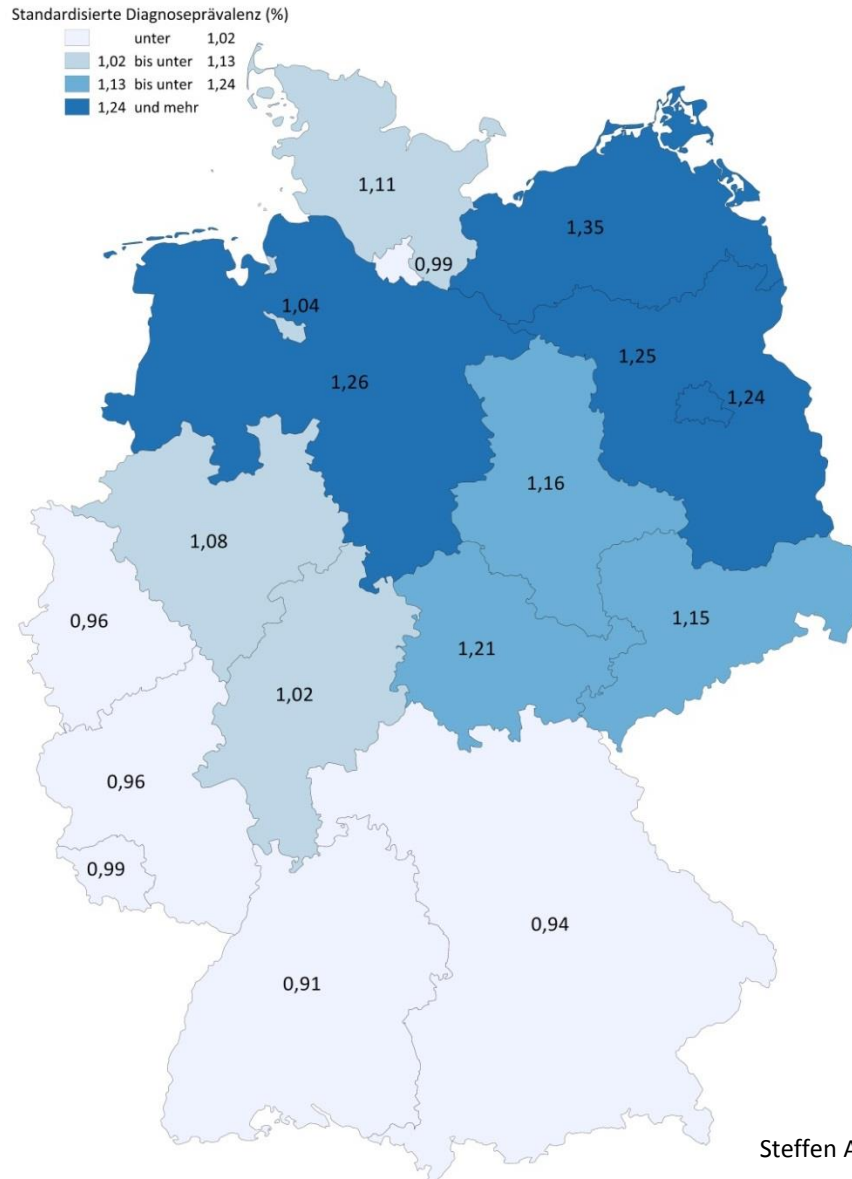 Standardisierte Diagnoseprävalenz (%)
unter 1,02
1,02 bis unter 1,13
1,13 bis unter 1,24
1,24 und mehr
1,11
1,35
0,99
1,04
1,25
1,26
1,24
1,16
1,08
0,96
1,15
1,21
1,02
0,96
0,99
0,94
0,91
Steffen A